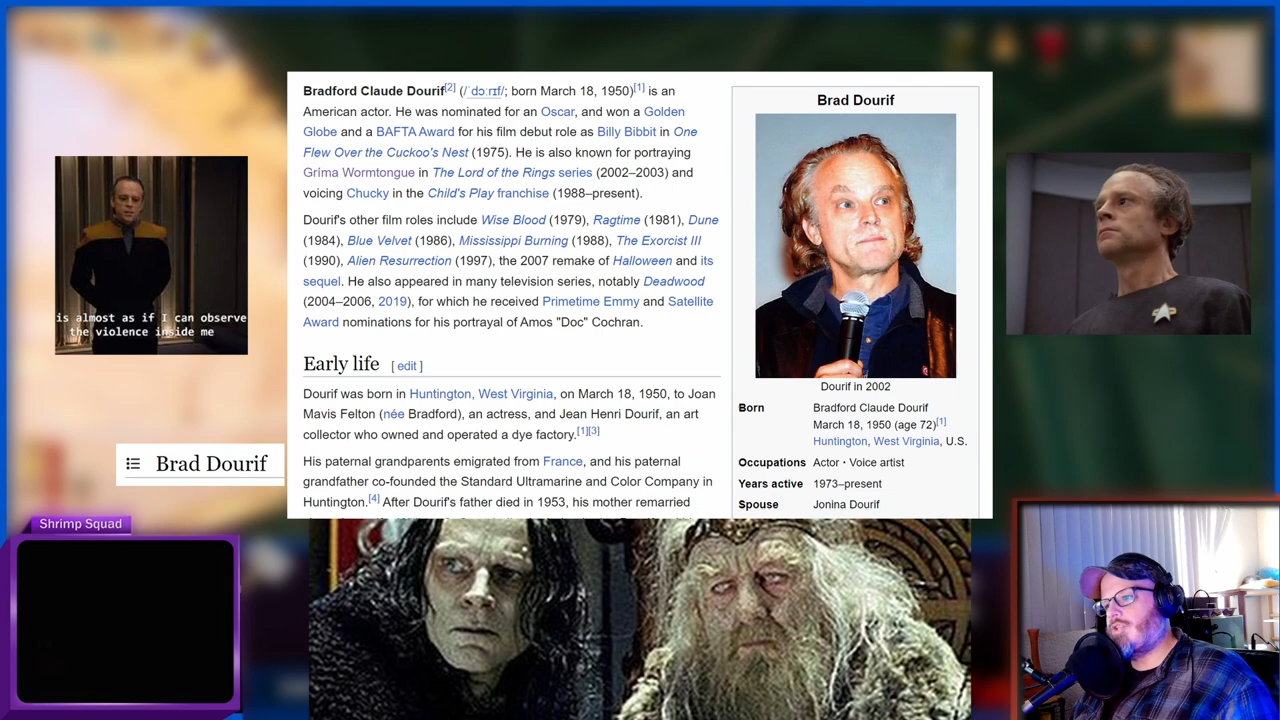 Bradford Claude Dourif[2] (/ˈdɔːrɪf/; born March 18, 1950)[1] is an
American actor. He was nominated for an Oscar, and won a Golden
Globe and a BAFTA Award for his film debut role as Billy Bibbit in One
Flew Over the Cuckoo's Nest (1975). He is also known for portraying
Gríma Wormtongue in The Lord of the Rings series (2002–2003) and
voicing Chucky in the Child's Play franchise (1988–present).
Dourif's other film roles include Wise Blood (1979), Ragtime (1981), Dune
(1984), Blue Velvet (1986), Mississippi Burning (1988), The Exorcist III
(1990), Alien Resurrection (1997), the 2007 remake of Halloween and its
sequel. He also appeared in many television series, notably Deadwood
(2004–2006, 2019), for which he received Primetime Emmy and Satellite
Award nominations for his portrayal of Amos "Doc" Cochran.
Early life [ edit ]
Dourif was born in Huntington, West Virginia, on March 18, 1950, to Joan
Mavis Felton (née Bradford), an actress, and Jean Henri Dourif, an art
collector who owned and operated a dye factory.[1][3]
His paternal grandparents emigrated from France, and his paternal
grandfather co-founded the Standard Ultramarine and Color Company in
Huntington.[4] After Dourif's father died in 1953, his mother remarried
Brad Dourif
Dourif in 2002
Born Bradford Claude Dourif
March 18, 1950 (age 72)[1]
Huntington, West Virginia, U.S.
Occupations Actor · Voice artist
Years active 1973–present
Spouse Jonina Dourif
is almost as if I can observe
the violence inside me
Brad Dourif
Shrimp Squad